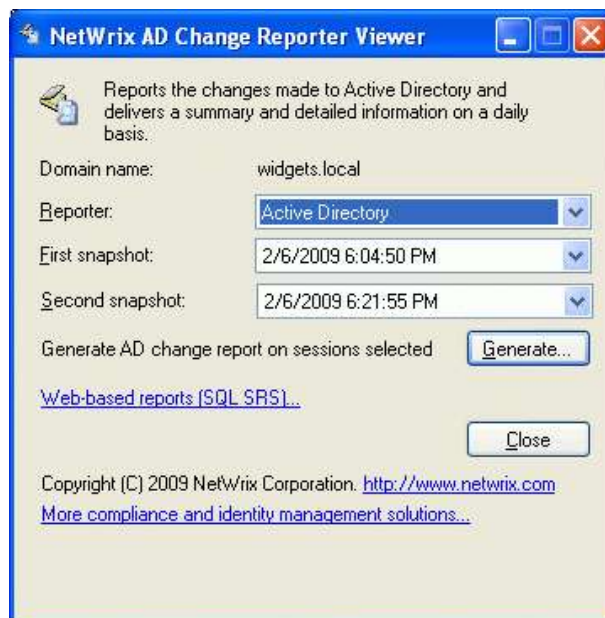 NetWrix AD Change Reporter Viewer
Reports the changes made to Active Directory and
delivers a summary and detailed information on a daily
basis.
Domain name: widgets.local
Reporter: Active Directory
First snapshot: 2/6/2009 6:04:50 PM
Second snapshot: 2/6/2009 6:21:55 PM
Generate AD change report on sessions selected Generate...
Web-based reports (SQL SRS)...
Close
Copyright (C) 2009 NetWrix Corporation. http://www.netwrix.com
More compliance and identity management solutions...